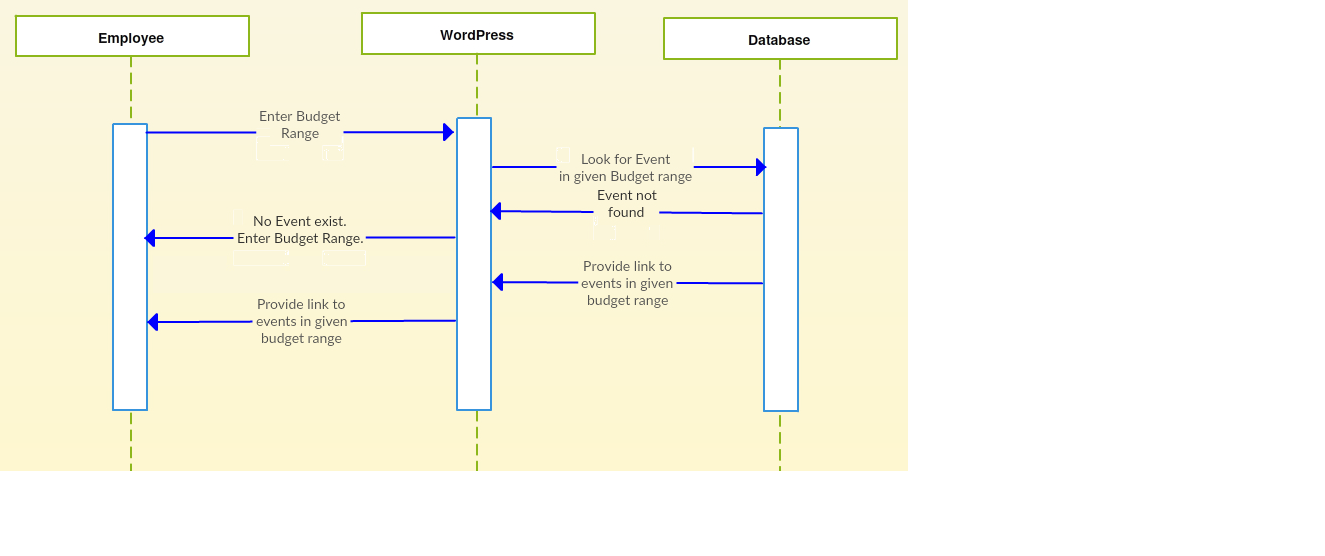 Employee
WordPress
Database
Enter Budget
Range
Look for Event
in given Budget range
Event not
found
No Event exist.
Enter Budget Range.
Provide link to
events in given
budget range
Provide link to
events in given
budget range